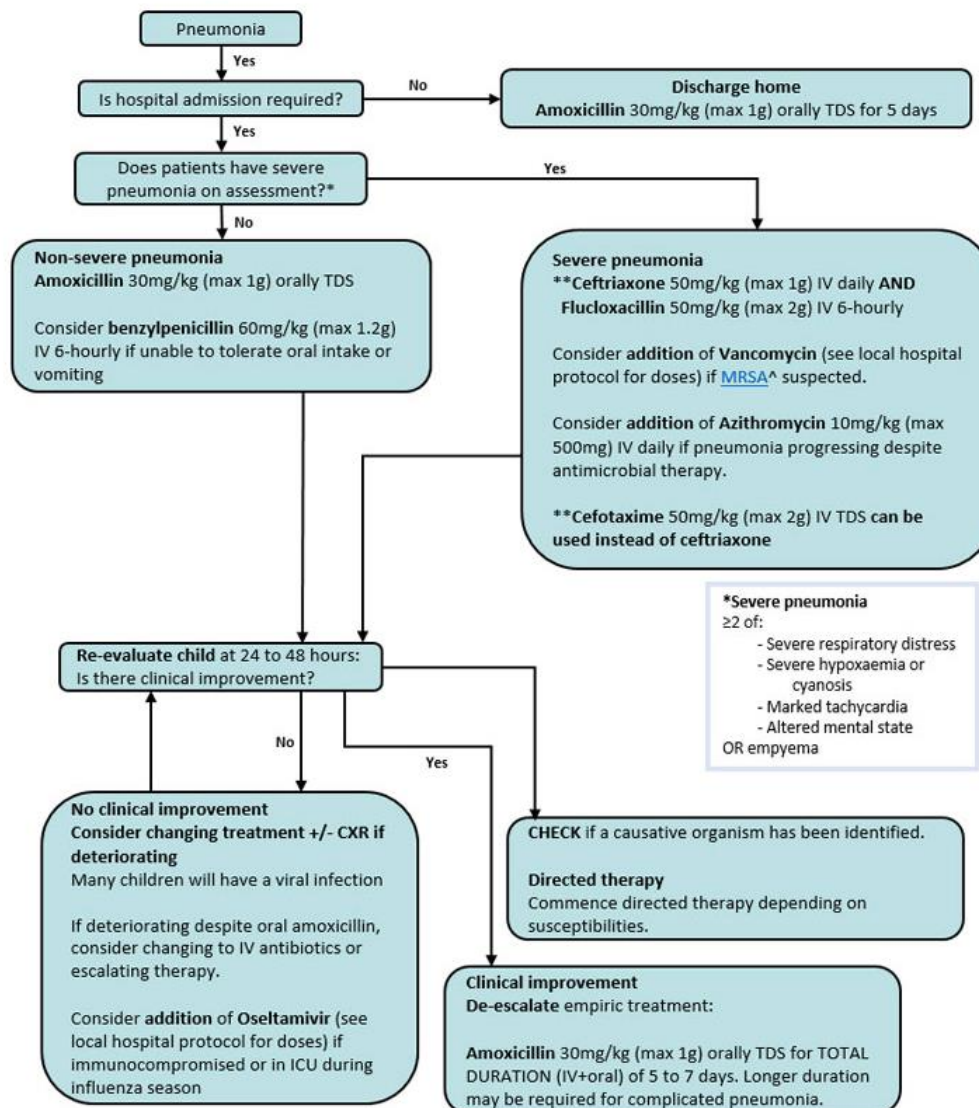 Pneumonia
Yes
Is hospital admission required?
No
Discharge home
Amoxicillin 30mg/kg (max 1g) orally TDS for 5 days
Yes
Does patients have severe
pneumonia on assessment?*
Yes
No
Non-severe pneumonia
Amoxicillin 30mg/kg (max 1g) orally TDS
Consider benzylpenicillin 60mg/kg (max 1.2g)
IV 6-hourly if unable to tolerate oral intake or
vomiting
Severe pneumonia
**Ceftriaxone 50mg/kg (max 1g) IV daily AND
Flucloxacillin 50mg/kg (max 2g) IV 6-hourly
Consider addition of Vancomycin (see local hospital
protocol for doses) if MRSA^ suspected.
Consider addition of Azithromycin 10mg/kg (max
500mg) IV daily if pneumonia progressing despite
antimicrobial therapy.
**Cefotaxime 50mg/kg (max 2g) IV TDS can be
used instead of ceftriaxone
*Severe pneumonia
≥2 of:
- Severe respiratory distress
- Severe hypoxaemia or
cyanosis
- Marked tachycardia
- Altered mental state
OR empyema
Re-evaluate child at 24 to 48 hours:
Is there clinical improvement?
No
Yes
No clinical improvement
Consider changing treatment +/- CXR if
deteriorating
Many children will have a viral infection
If deteriorating despite oral amoxicillin,
consider changing to IV antibiotics or
escalating therapy.
Consider addition of Oseltamivir (see
local hospital protocol for doses) if
immunocompromised or in ICU during
influenza season
CHECK if a causative organism has been identified.
Directed therapy
Commence directed therapy depending on
susceptibilities.
Clinical improvement
De-escalate empiric treatment:
Amoxicillin 30mg/kg (max 1g) orally TDS for TOTAL
DURATION (IV+oral) of 5 to 7 days. Longer duration
may be required for complicated pneumonia.